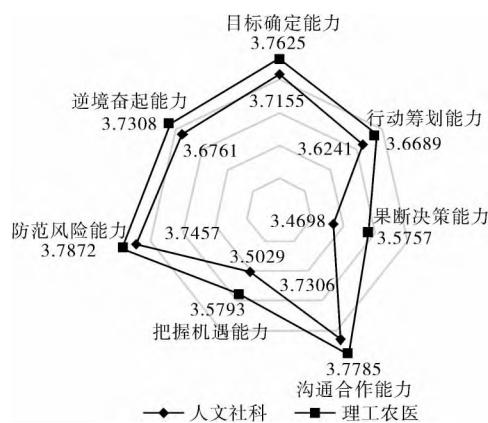 目标确定能力
3.7625
3.7155
逆境奋起能力
3.7308
3.6761
行动筹划能力
3.6241
3.6689
果断决策能力
3.4698
3.5757
防范风险能力
3.7872
3.7457
3.5029
3.5793
把握机遇能力
3.7306
3.7785
沟通合作能力
人文社科
理工农医